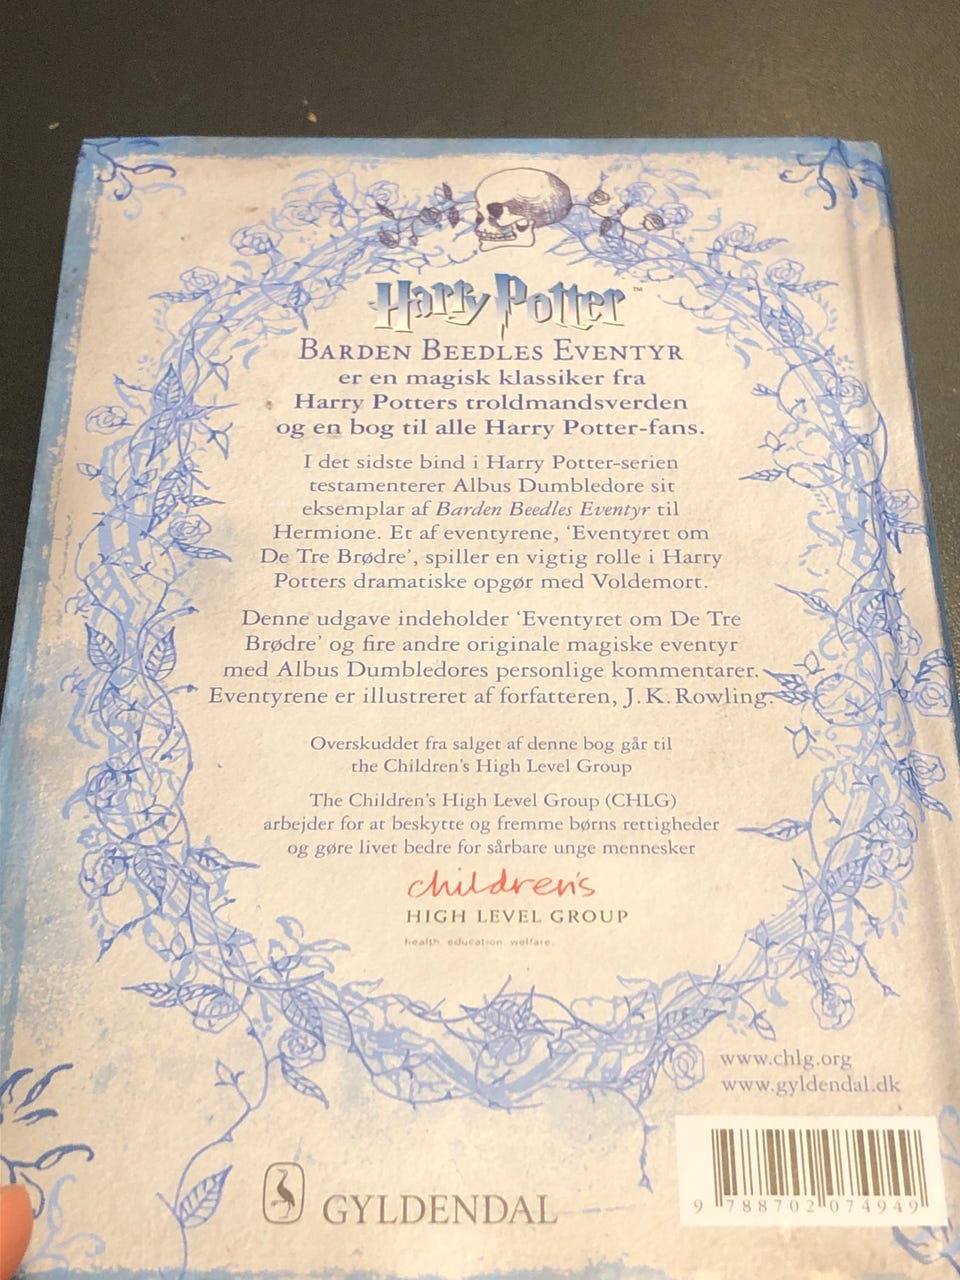 Harry Potter™
BARDEN BEEDLES EVENTYR
er en magisk klassiker fra
Harry Potters troldmandsverden
og en bog til alle Harry Potter-fans.
I det sidste bind i Harry Potter-serien
testamenterer Albus Dumbledore sit
eksemplar af Barden Beedles Eventyr til
Hermione. Et af eventyrene, ‘Eventyret om
De Tre Brødre’, spiller en vigtig rolle i Harry
Potters dramatiske opgør med Voldemort.
Denne udgave indeholder ‘Eventyret om De Tre
Brødre’ og fire andre originale magiske eventyr
med Albus Dumbledores personlige kommentarer.
Eventyrene er illustreret af forfatteren, J. K. Rowling.
Overskuddet fra salget af denne bog går til
the Children’s High Level Group
The Children’s High Level Group (CHLG)
arbejder for at beskytte og fremme børns rettigheder
og gøre livet bedre for sårbare unge mennesker
children's
HIGH LEVEL GROUP
health. education. welfare.
www.chlg.org
www.gyldendal.dk
GYLDENDAL
9 788702 074949